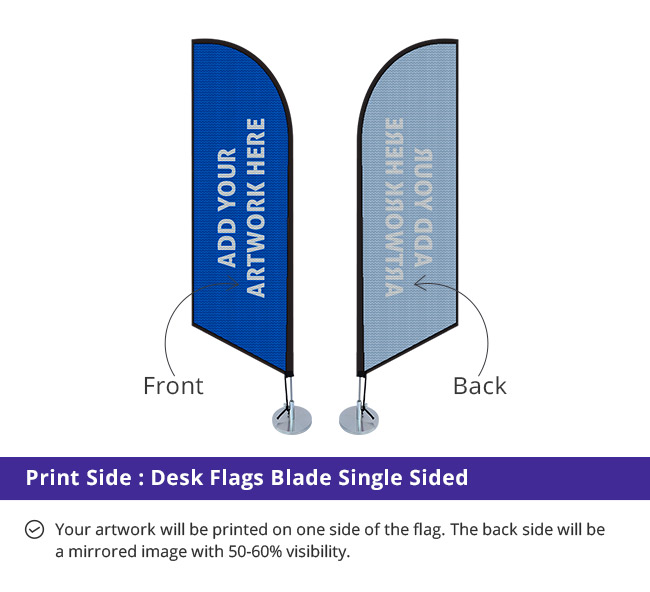 ADD YOUR
ARTWORK HERE
ADD YOUR
ARTWORK HERE
Front
Back
Print Side : Desk Flags Blade Single Sided
Your artwork will be printed on one side of the flag. The back side will be
a mirrored image with 50-60% visibility.